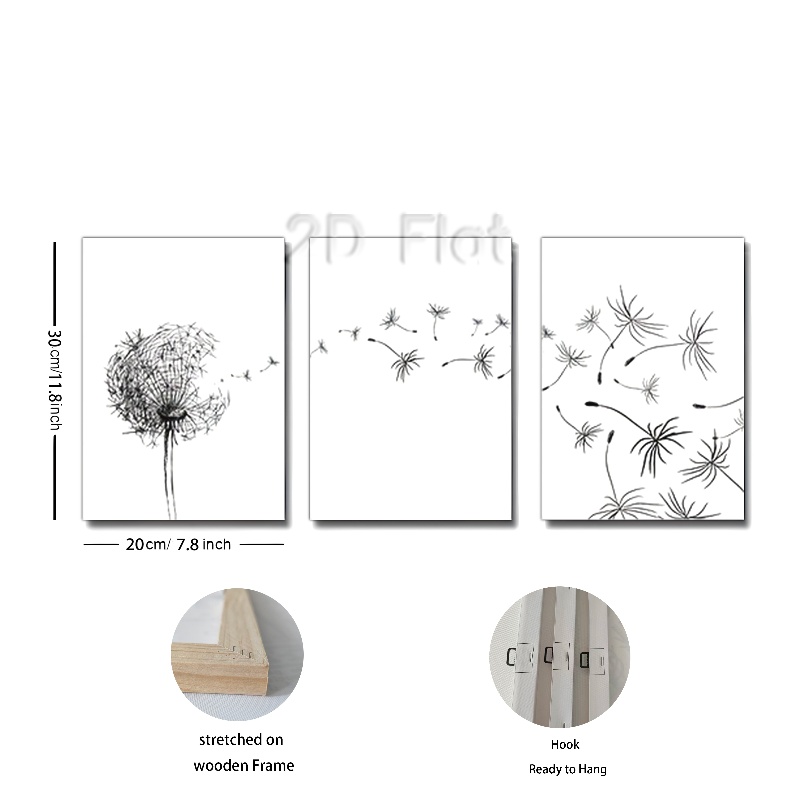 2D Flat
30cm/11.8inch
20cm/ 7.8 inch
stretched on
wooden Frame
Hook
Ready to Hang